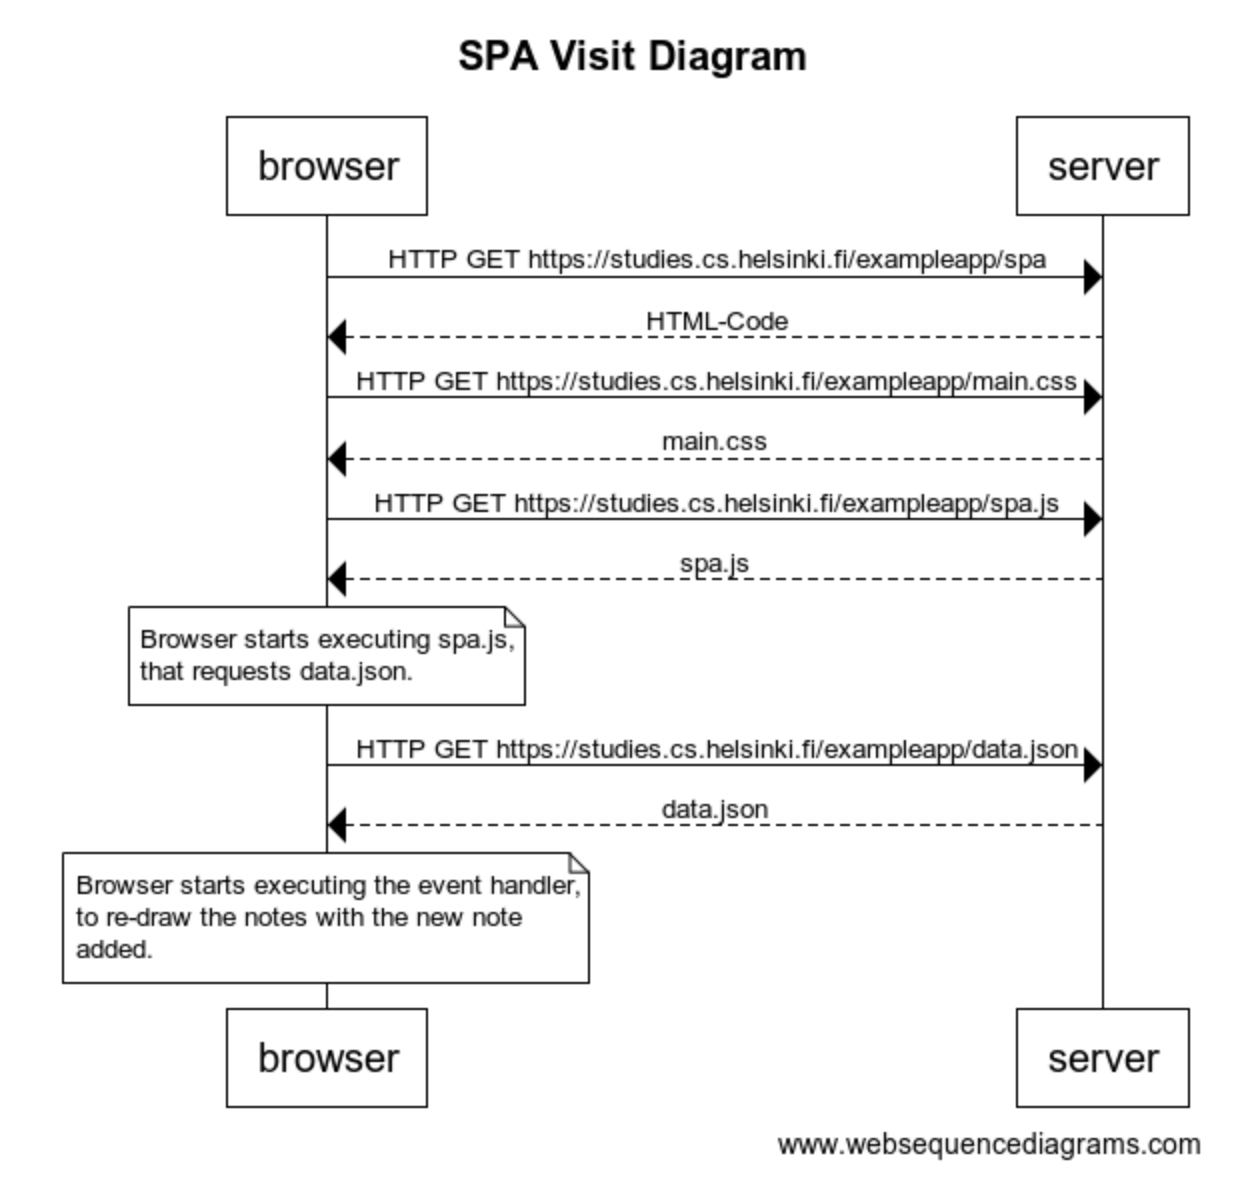 SPA Visit Diagram
browser
server
HTTP GET https://studies.cs.helsinki.fi/exampleapp/spa
HTML-Code
HTTP GET https://studies.cs.helsinki.fi/exampleapp/main.css
main.css
HTTP GET https://studies.cs.helsinki.fi/exampleapp/spa.js
spa.js
Browser starts executing spa.js,
that requests data.json.
HTTP GET https://studies.cs.helsinki.fi/exampleapp/data.json
data.json
Browser starts executing the event handler,
to re-draw the notes with the new note
added.
browser
server
www.websequencediagrams.com